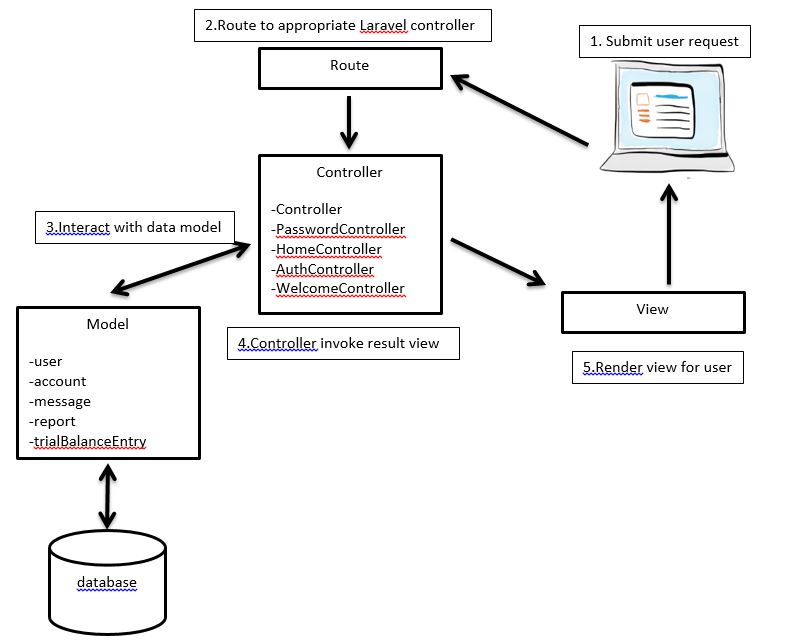 2.Route to appropriate Laravel controller
1. Submit user request
Route
Controller
-Controller
-PasswordController
-HomeController
-AuthController
-WelcomeController
3.Interact with data model
4.Controller invoke result view
View
5.Render view for user
Model
-user
-account
-message
-report
-trialBalanceEntry
database